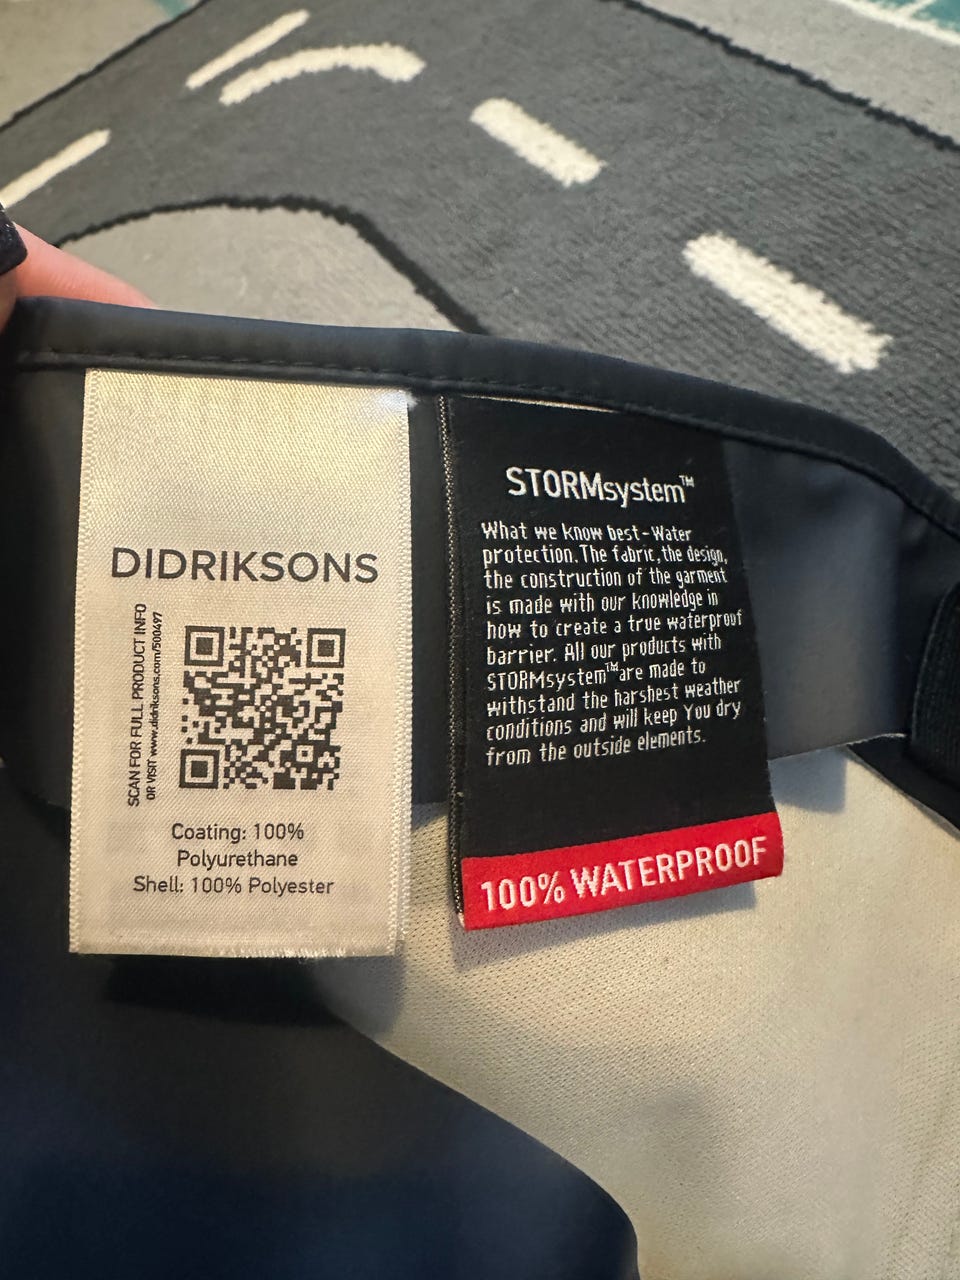 DIDRIKSONS
SCAN FOR FULL PRODUCT INFO
OR VISIT www.didriksons.com/500497
Coating: 100%
Polyurethane
Shell: 100% Polyester
STORMsystem™
What we know best-Water
protection. The fabric, the design,
the construction of the garment
is made with our knowledge in
how to create a true waterproof
barrier. All our products with
STORMsystem™ are made to
withstand the harshest weather
conditions and will keep You dry
from the outside elements.
100% WATERPROOF